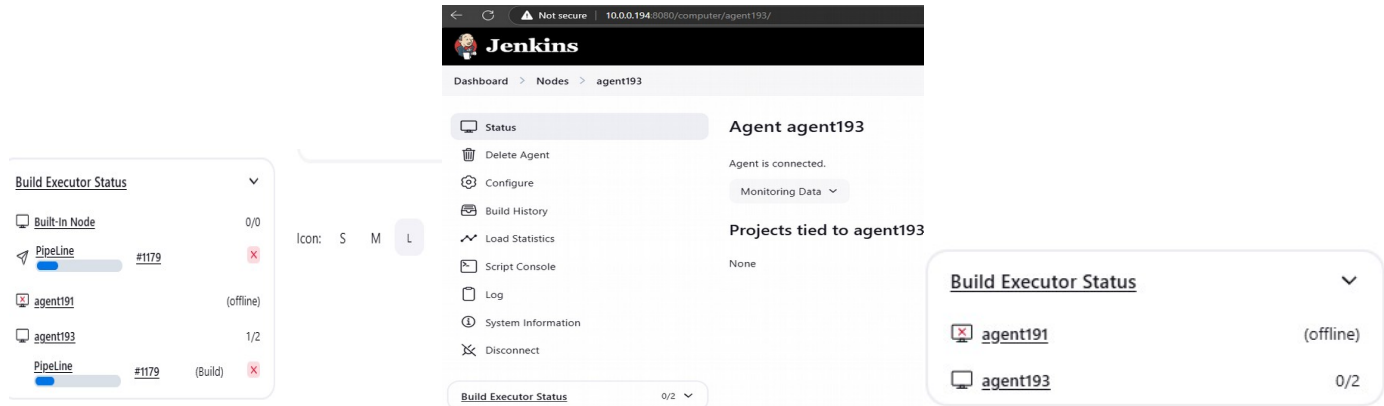 Build Executor Status
Built-In Node 0/0
PipeLine #1179 X
agent191 (offline)
agent193 1/2
PipeLine #1179 (Build) X
Icon: S M L
Not secure | 10.0.0.194:8080/computer/agent193/
Jenkins
Dashboard > Nodes > agent193
Status
Delete Agent
Configure
Build History
Load Statistics
Script Console
Log
System Information
Disconnect
Build Executor Status 0/2
Agent agent193
Agent is connected.
Monitoring Data
Projects tied to agent193
None
Build Executor Status
agent191 (offline)
agent193 0/2